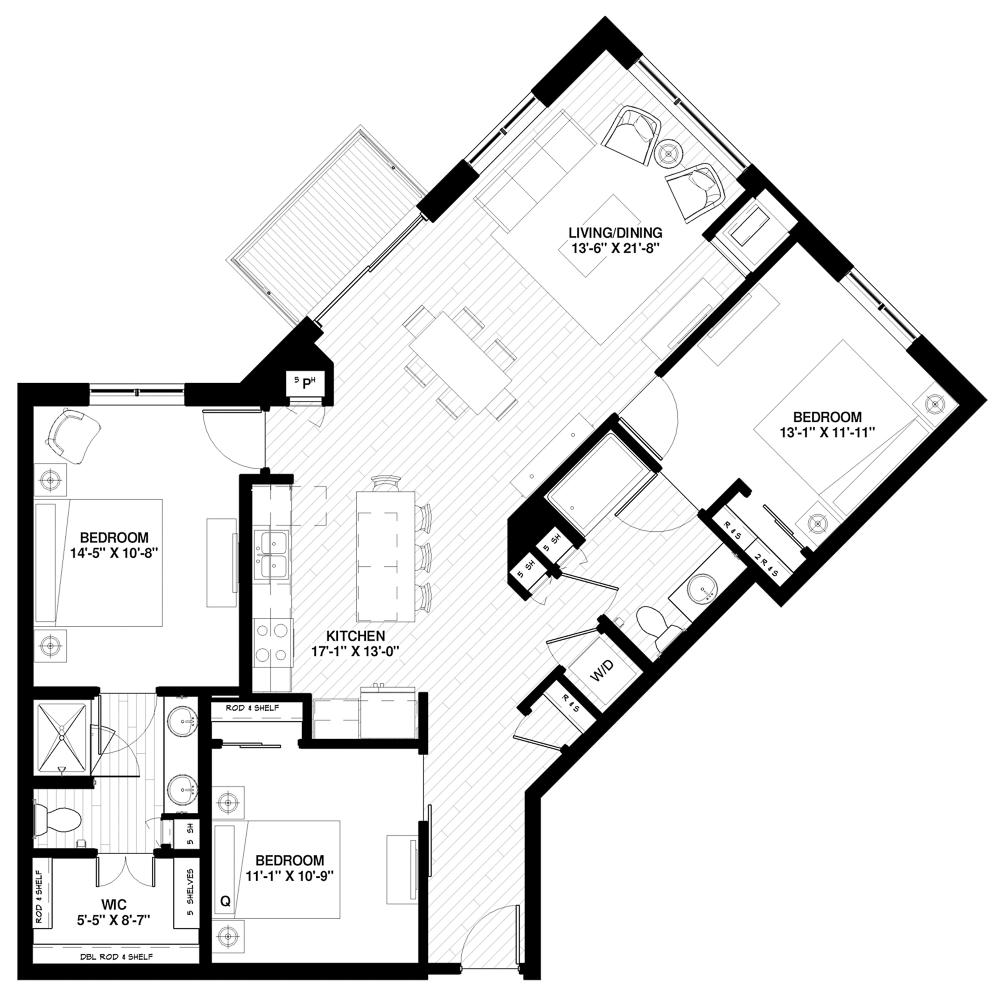 LIVING/DINING
13'-6" X 21'-8"
5 PH
BEDROOM
13'-1" X 11'-11"
R & S
2 R & S
BEDROOM
14'-5" X 10'-8"
5 SH
5 SH
KITCHEN
17'-1" X 13'-0"
W/D
R & S
ROD & SHELF
5 SH
BEDROOM
11'-1" X 10'-9"
Q
ROD & SHELF
WIC
5'-5" X 8'-7"
5 SHELVES
DBL ROD & SHELF